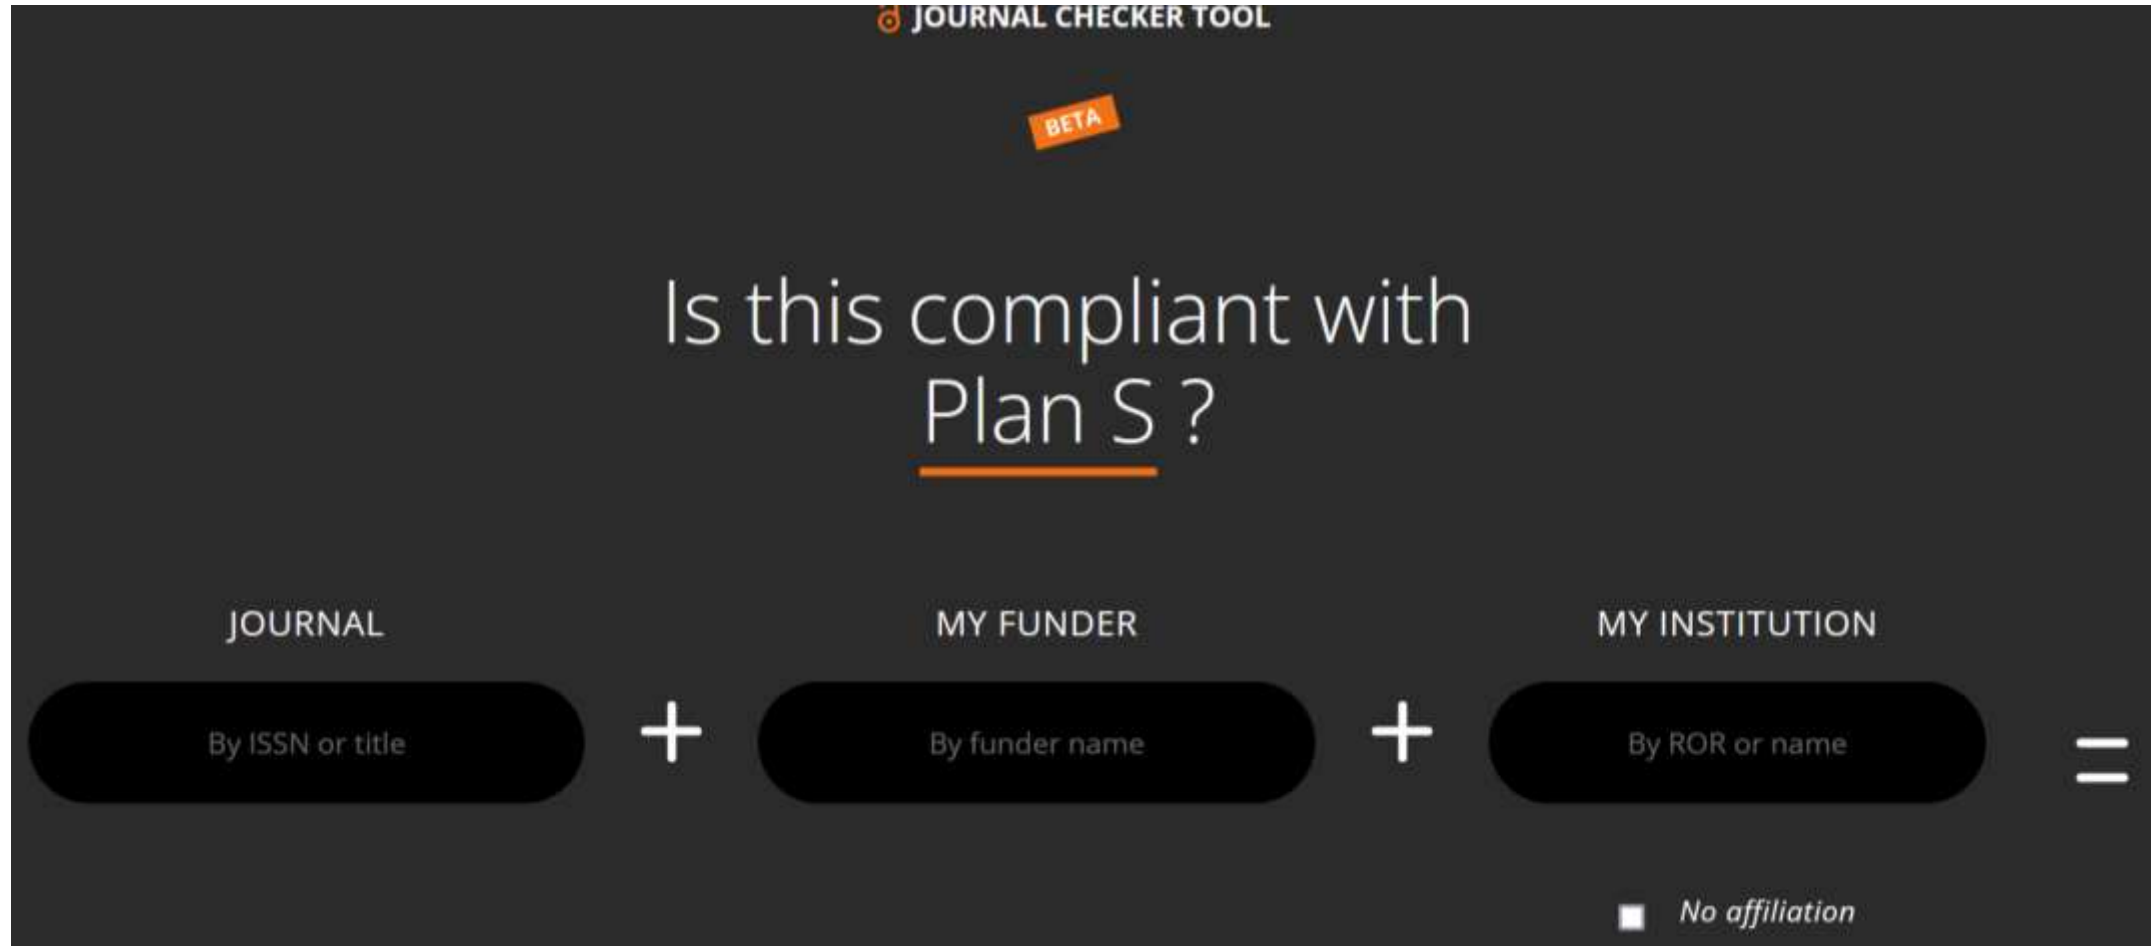 JOURNAL CHECKER TOOL
BETA
Is this compliant with
Plan S ?
JOURNAL
MY FUNDER
MY INSTITUTION
By ISSN or title
+
By funder name
+
By ROR or name
=
No affiliation